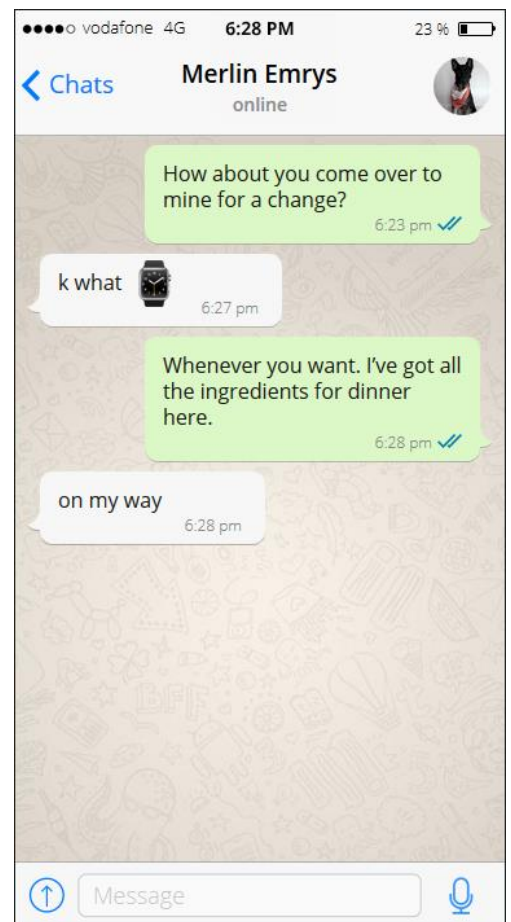 vodafone 4G 6:28 PM 23 %
Chats Merlin Emrys
online
How about you come over to
mine for a change?
6:23 pm
k what
6:27 pm
Whenever you want. I’ve got all
the ingredients for dinner
here.
6:28 pm
on my way
6:28 pm
BFF
Message